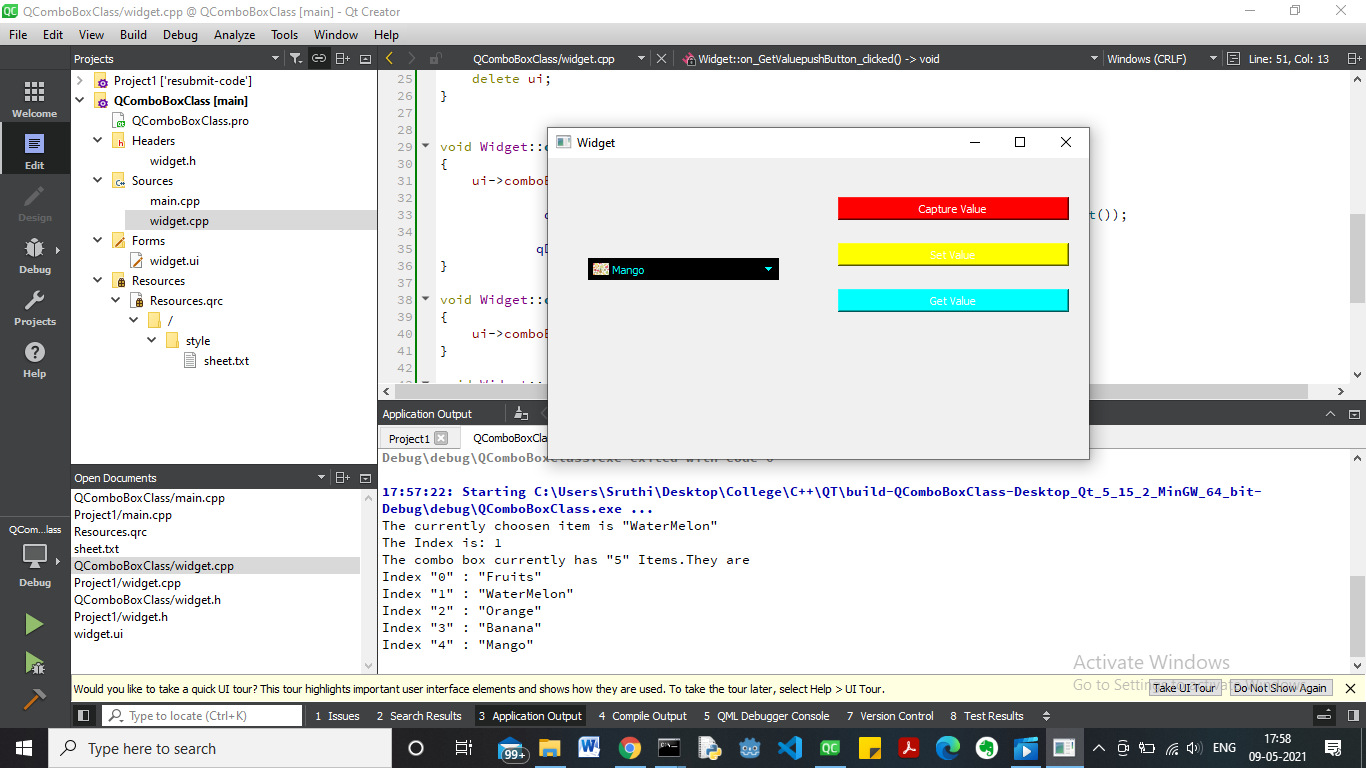 QComboBoxClass/widget.cpp @ QComboBoxClass [main] - Qt Creator
File Edit View Build Debug Analyze Tools Window Help
Projects
QComboBoxClass/widget.cpp
Widget::on_GetValuepushButton_clicked() -> void
Windows (CRLF)
Line: 51, Col: 13
Welcome
Edit
Design
Debug
Projects
Help
Project1 ['resubmit-code']
QComboBoxClass [main]
QComboBoxClass.pro
Headers
widget.h
Sources
main.cpp
widget.cpp
Forms
widget.ui
Resources
Resources.qrc
/
style
sheet.txt
25 delete ui;
26 }
27
28
29 void Widget::
30 {
31 ui->combo
32
33 t());
34
35
36 }
37
38 void Widget::
39 {
40 ui->combo
41 }
42
Widget
Capture Value
Set Value
Get Value
Mango
Application Output
Project1
QComboBoxCla
Debug\debug\QComboBoxClass.exe exited with code 0
17:57:22: Starting C:\Users\Sruthi\Desktop\College\C++\QT\build-QComboBoxClass-Desktop_Qt_5_15_2_MinGW_64_bit-
Debug\debug\QComboBoxClass.exe ...
The currently choosen item is "WaterMelon"
The Index is: 1
The combo box currently has "5" Items.They are
Index "0" : "Fruits"
Index "1" : "WaterMelon"
Index "2" : "Orange"
Index "3" : "Banana"
Index "4" : "Mango"
Open Documents
QComboBoxClass/main.cpp
Project1/main.cpp
Resources.qrc
sheet.txt
QComboBoxClass/widget.cpp
Project1/widget.cpp
QComboBoxClass/widget.h
Project1/widget.h
widget.ui
QCom...lass
Debug
Activate Windows
Go to Settings to activate Windows.
Would you like to take a quick UI tour? This tour highlights important user interface elements and shows how they are used. To take the tour later, select Help > UI Tour.
Take UI Tour
Do Not Show Again
Type to locate (Ctrl+K)
1 Issues 2 Search Results 3 Application Output 4 Compile Output 5 QML Debugger Console 7 Version Control 8 Test Results
Type here to search
99+
QC
ENG
17:58
09-05-2021